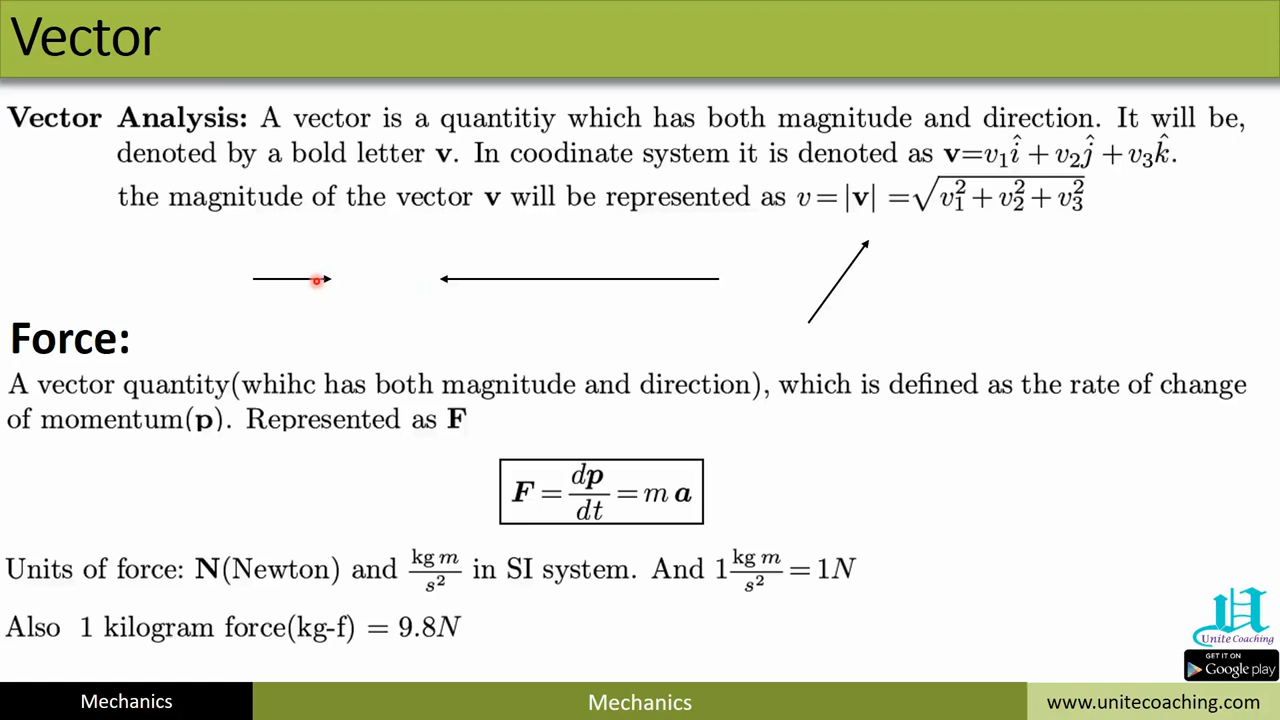 Vector
Vector Analysis: A vector is a quantitiy which has both magnitude and direction. It will be,
denoted by a bold letter v. In coodinate system it is denoted as v=v₁î + v₂ĵ + v₃k̂.
the magnitude of the vector v will be represented as v = |v| = √(v₁² + v₂² + v₃²)
Force:
A vector quantity(whihc has both magnitude and direction), which is defined as the rate of change
of momentum(p). Represented as F
F = dp/dt = m a
Units of force: N(Newton) and kg m/s² in SI system. And 1 kg m/s² = 1N
Also 1 kilogram force(kg-f) = 9.8N
Unite Coaching
GET IT ON
Google play
Mechanics
Mechanics
www.unitecoaching.com